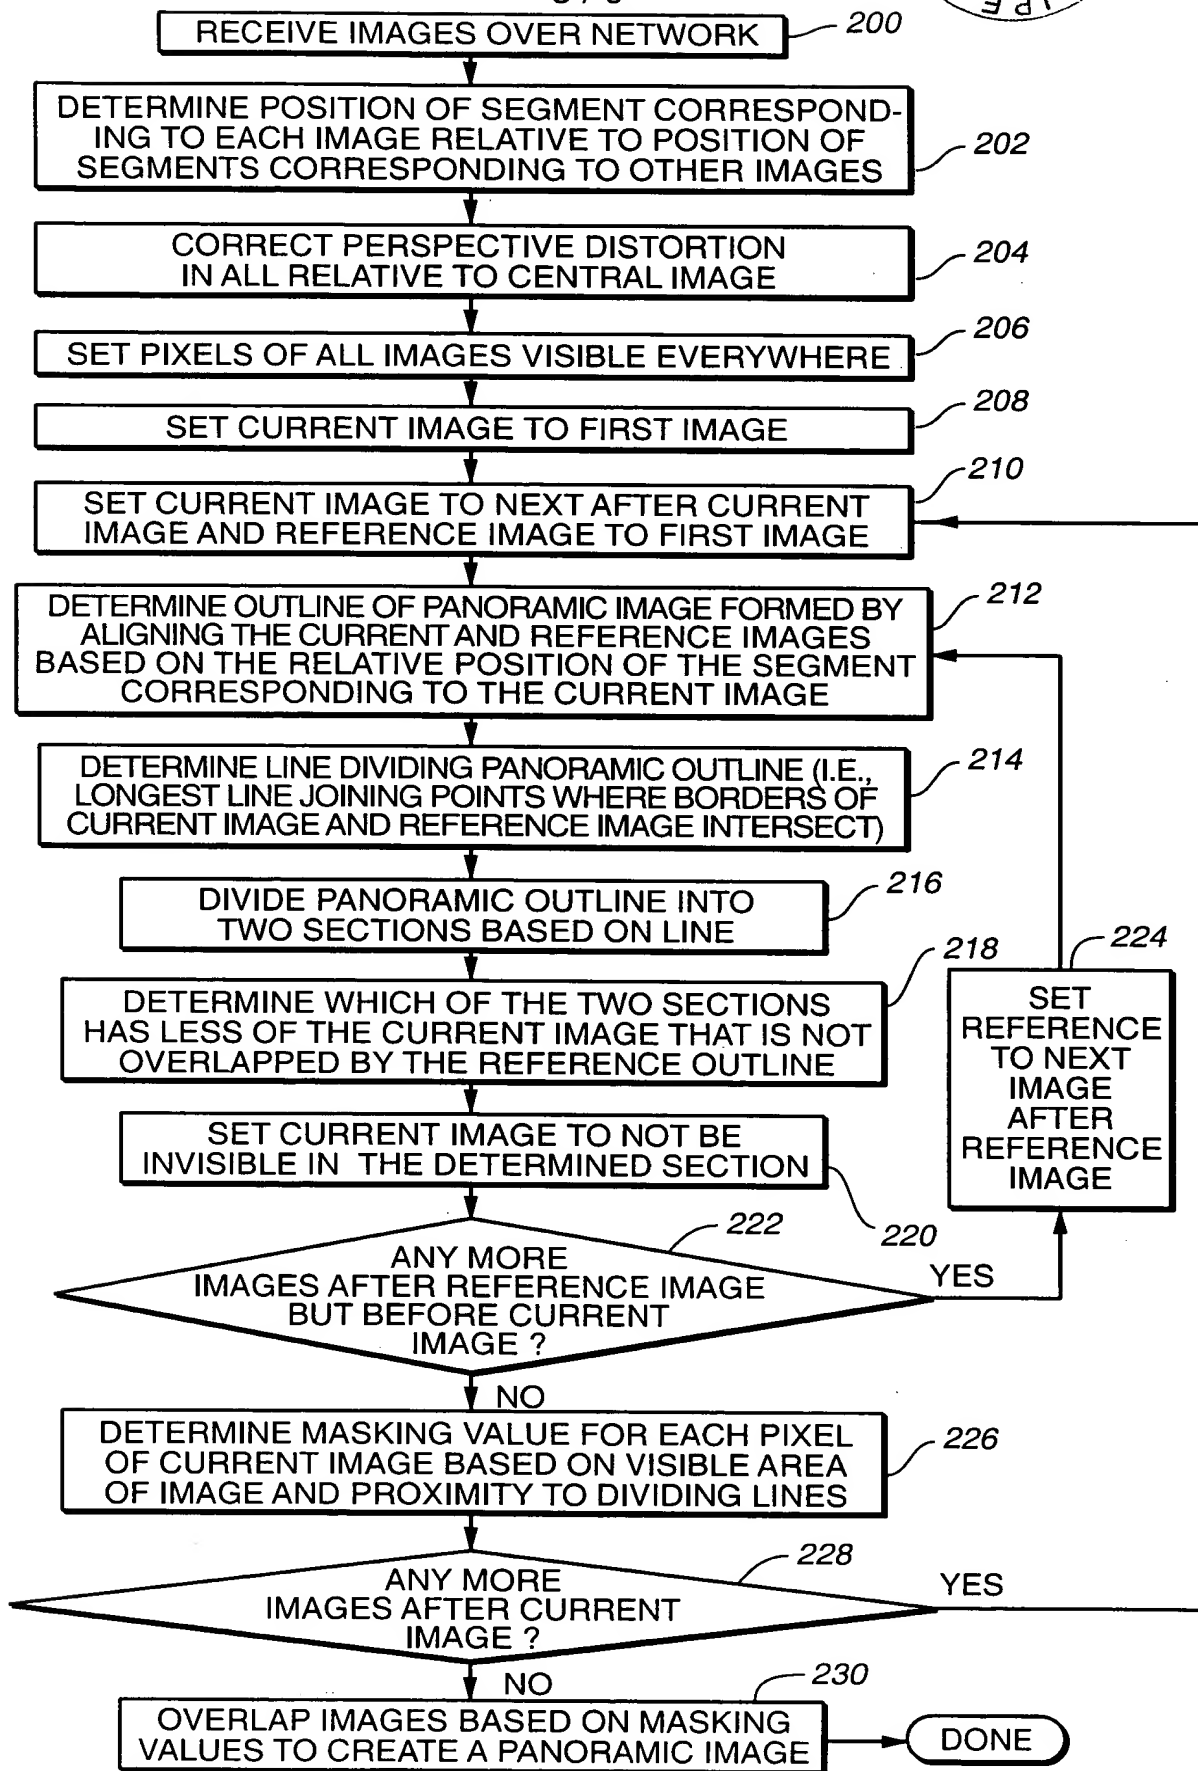 RECEIVE IMAGES OVER NETWORK
200
DETERMINE POSITION OF SEGMENT CORRESPOND-
ING TO EACH IMAGE RELATIVE TO POSITION OF
SEGMENTS CORRESPONDING TO OTHER IMAGES
202
CORRECT PERSPECTIVE DISTORTION
IN ALL RELATIVE TO CENTRAL IMAGE
204
SET PIXELS OF ALL IMAGES VISIBLE EVERYWHERE
206
SET CURRENT IMAGE TO FIRST IMAGE
208
SET CURRENT IMAGE TO NEXT AFTER CURRENT
IMAGE AND REFERENCE IMAGE TO FIRST IMAGE
210
DETERMINE OUTLINE OF PANORAMIC IMAGE FORMED BY
ALIGNING THE CURRENT AND REFERENCE IMAGES
BASED ON THE RELATIVE POSITION OF THE SEGMENT
CORRESPONDING TO THE CURRENT IMAGE
212
DETERMINE LINE DIVIDING PANORAMIC OUTLINE (I.E.,
LONGEST LINE JOINING POINTS WHERE BORDERS OF
CURRENT IMAGE AND REFERENCE IMAGE INTERSECT)
214
DIVIDE PANORAMIC OUTLINE INTO
TWO SECTIONS BASED ON LINE
216
DETERMINE WHICH OF THE TWO SECTIONS
HAS LESS OF THE CURRENT IMAGE THAT IS NOT
OVERLAPPED BY THE REFERENCE OUTLINE
218
SET
REFERENCE
TO NEXT
IMAGE
AFTER
REFERENCE
IMAGE
224
SET CURRENT IMAGE TO NOT BE
INVISIBLE IN THE DETERMINED SECTION
220
ANY MORE
IMAGES AFTER REFERENCE IMAGE
BUT BEFORE CURRENT
IMAGE ?
222
YES
NO
DETERMINE MASKING VALUE FOR EACH PIXEL
OF CURRENT IMAGE BASED ON VISIBLE AREA
OF IMAGE AND PROXIMITY TO DIVIDING LINES
226
ANY MORE
IMAGES AFTER CURRENT
IMAGE ?
228
YES
NO
OVERLAP IMAGES BASED ON MASKING
VALUES TO CREATE A PANORAMIC IMAGE
230
DONE